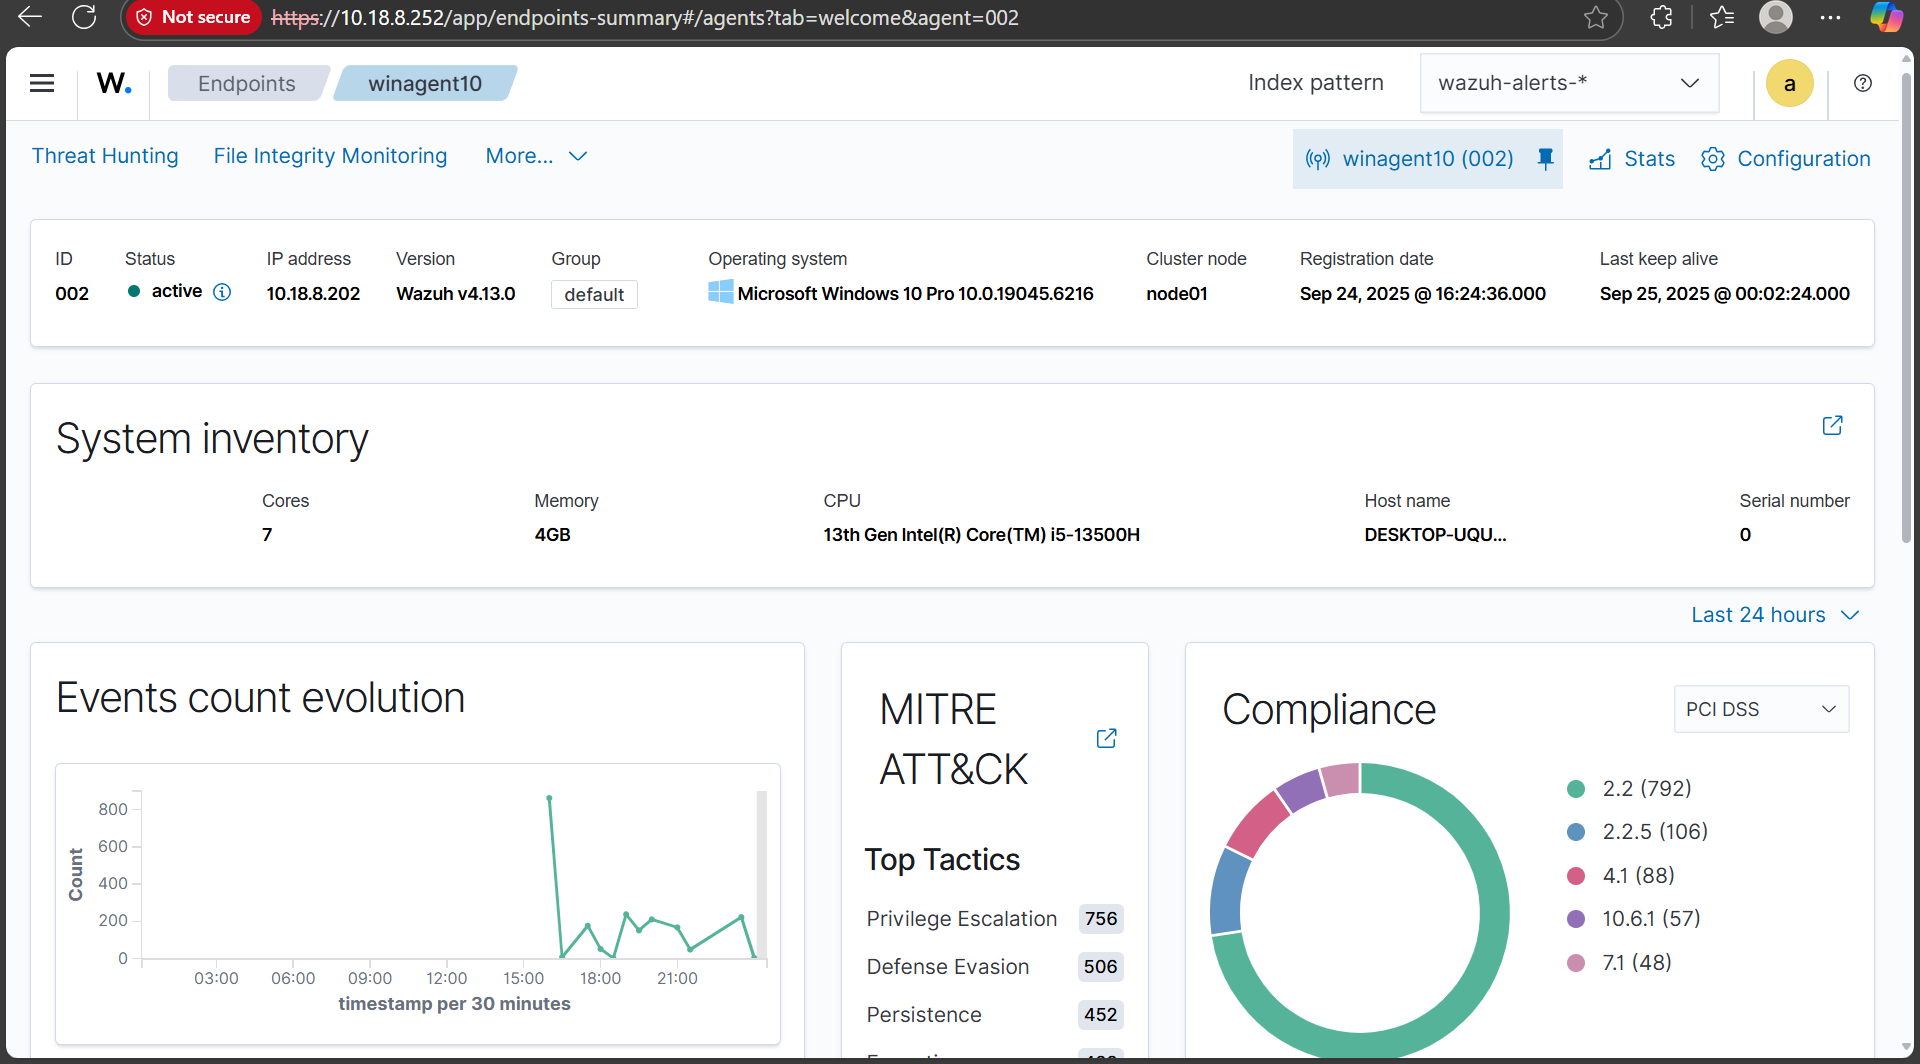 Not secure https://10.18.8.252/app/endpoints-summary#/agents?tab=welcome&agent=002
W. Endpoints winagent10 Index pattern wazuh-alerts-* a
Threat Hunting File Integrity Monitoring More... winagent10 (002) Stats Configuration
ID Status IP address Version Group Operating system Cluster node Registration date Last keep alive
002 active 10.18.8.202 Wazuh v4.13.0 default Microsoft Windows 10 Pro 10.0.19045.6216 node01 Sep 24, 2025 @ 16:24:36.000 Sep 25, 2025 @ 00:02:24.000
System inventory
Cores Memory CPU Host name Serial number
7 4GB 13th Gen Intel(R) Core(TM) i5-13500H DESKTOP-UQU... 0
Last 24 hours
Events count evolution
Count
800
600
400
200
0
03:00 06:00 09:00 12:00 15:00 18:00 21:00
timestamp per 30 minutes
MITRE
ATT&CK
Top Tactics
Privilege Escalation 756
Defense Evasion 506
Persistence 452
Compliance PCI DSS
2.2 (792)
2.2.5 (106)
4.1 (88)
10.6.1 (57)
7.1 (48)